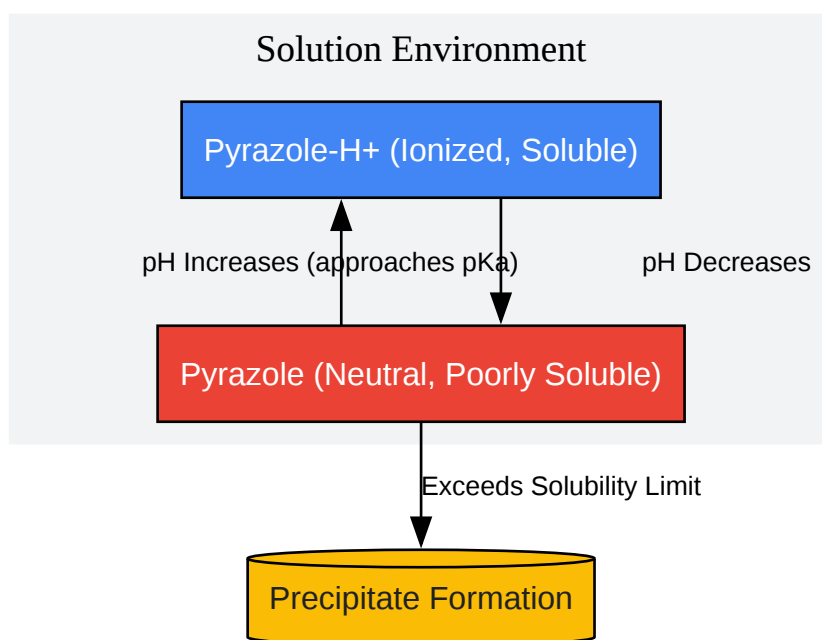 Solution Environment
Pyrazole-H+ (Ionized, Soluble)
pH Increases (approaches pKa)
pH Decreases
Pyrazole (Neutral, Poorly Soluble)
Exceeds Solubility Limit
Precipitate Formation